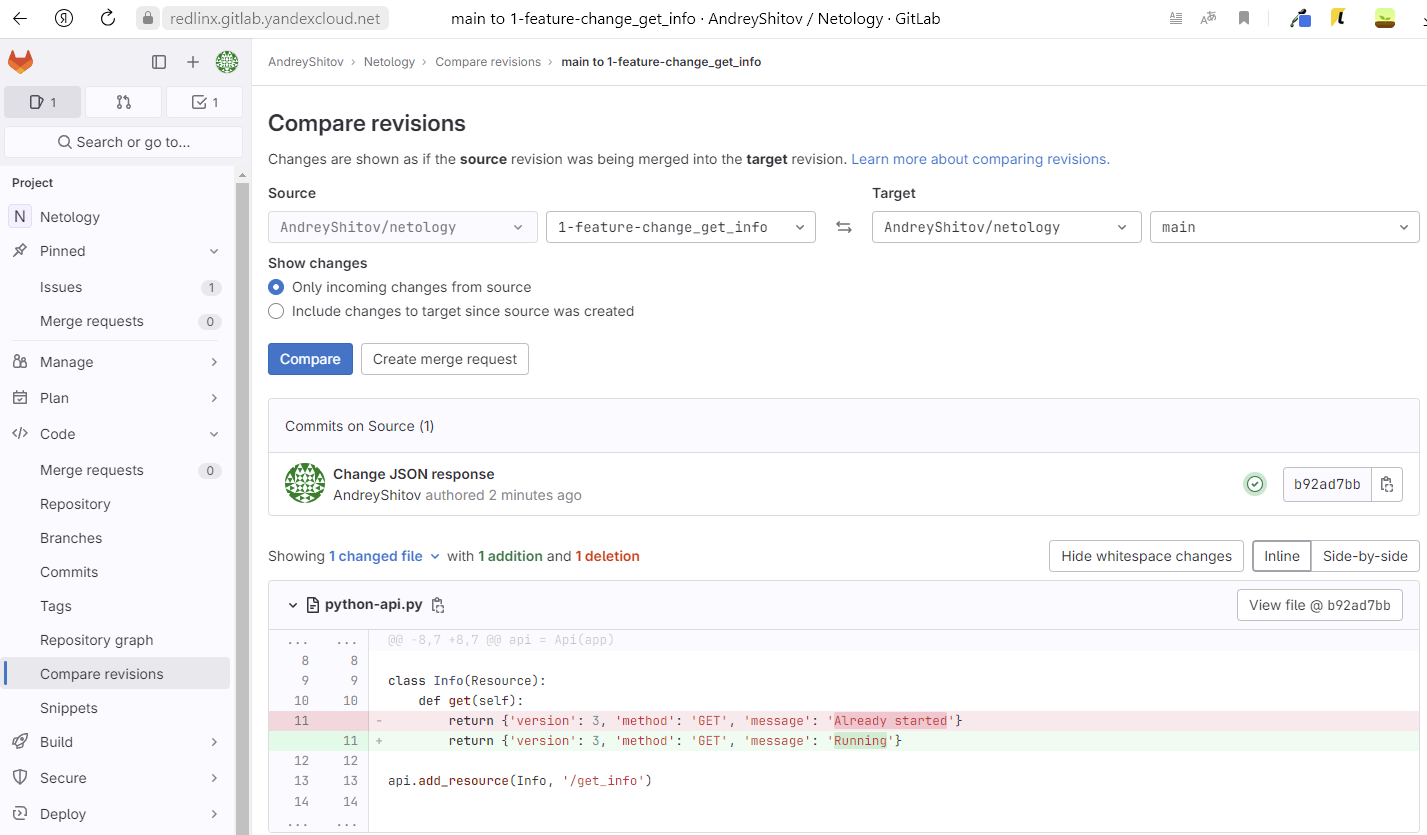 redlinx.gitlab.yandexcloud.net main to 1-feature-change_get_info · AndreyShitov / Netology · GitLab
1 1
Search or go to...
Project
N Netology
Pinned
Issues 1
Merge requests 0
Manage
Plan
Code
Merge requests 0
Repository
Branches
Commits
Tags
Repository graph
Compare revisions
Snippets
Build
Secure
Deploy
AndreyShitov › Netology › Compare revisions › main to 1-feature-change_get_info
Compare revisions
Changes are shown as if the source revision was being merged into the target revision. Learn more about comparing revisions.
Source Target
AndreyShitov/netology 1-feature-change_get_info AndreyShitov/netology main
Show changes
Only incoming changes from source
Include changes to target since source was created
Compare Create merge request
Commits on Source (1)
Change JSON response
AndreyShitov authored 2 minutes ago b92ad7bb
Showing 1 changed file with 1 addition and 1 deletion Hide whitespace changes Inline Side-by-side
python-api.py View file @ b92ad7bb
... ... @@ -8,7 +8,7 @@ api = Api(app)
8 8
9 9 class Info(Resource):
10 10 def get(self):
11 - return {'version': 3, 'method': 'GET', 'message': 'Already started'}
11 + return {'version': 3, 'method': 'GET', 'message': 'Running'}
12 12
13 13 api.add_resource(Info, '/get_info')
14 14
... ...